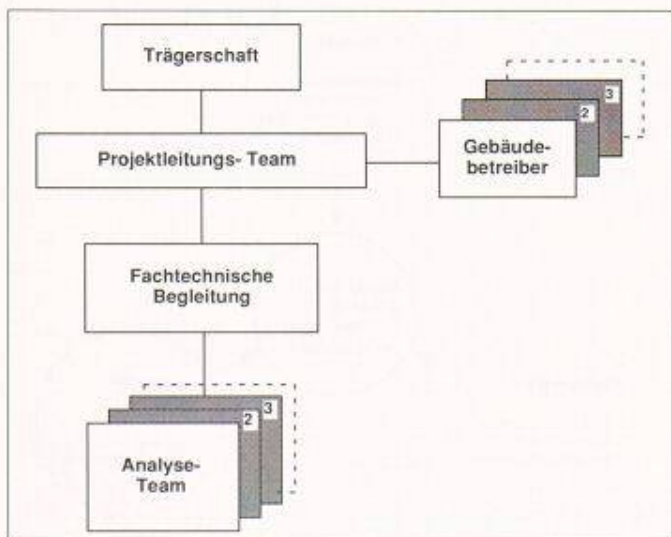 Trägerschaft
Projektleitungs- Team
3
2
Gebäude-
betreiber
Fachtechnische
Begleitung
3
2
Analyse-
Team